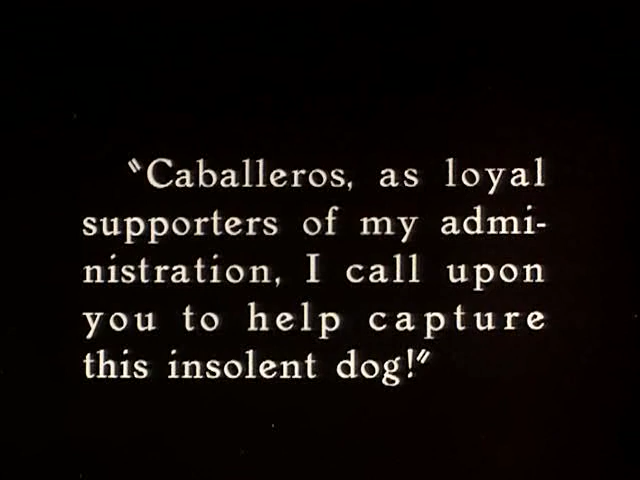 "Caballeros, as loyal
supporters of my admi-
nistration, I call upon
you to help capture
this insolent dog!"